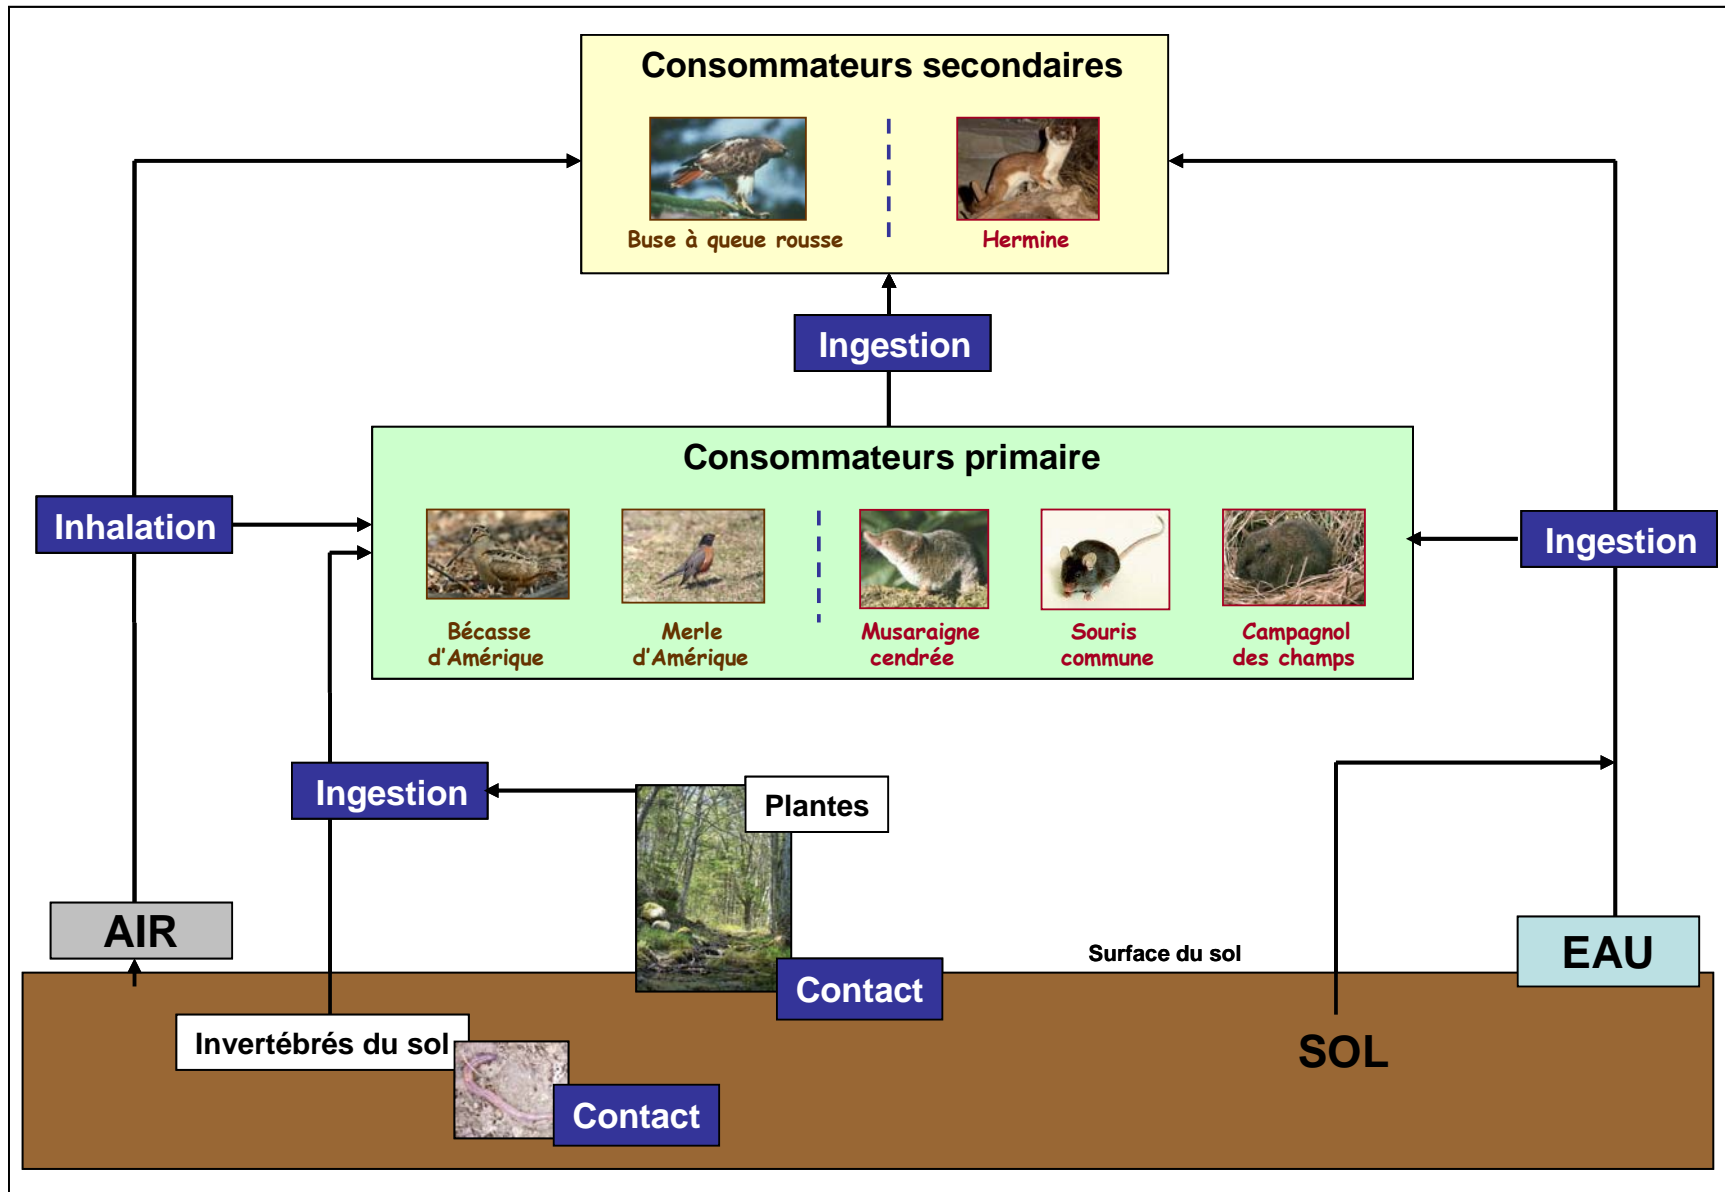 Consommateurs secondaires
Buse à queue rousse
Hermine
Ingestion
Consommateurs primaire
Inhalation
Ingestion
Bécasse
d'Amérique
Merle
d'Amérique
Musaraigne
cendrée
Souris
commune
Campagnol
des champs
Ingestion
Plantes
AIR
Surface du sol
EAU
Contact
Invertébrés du sol
SOL
Contact